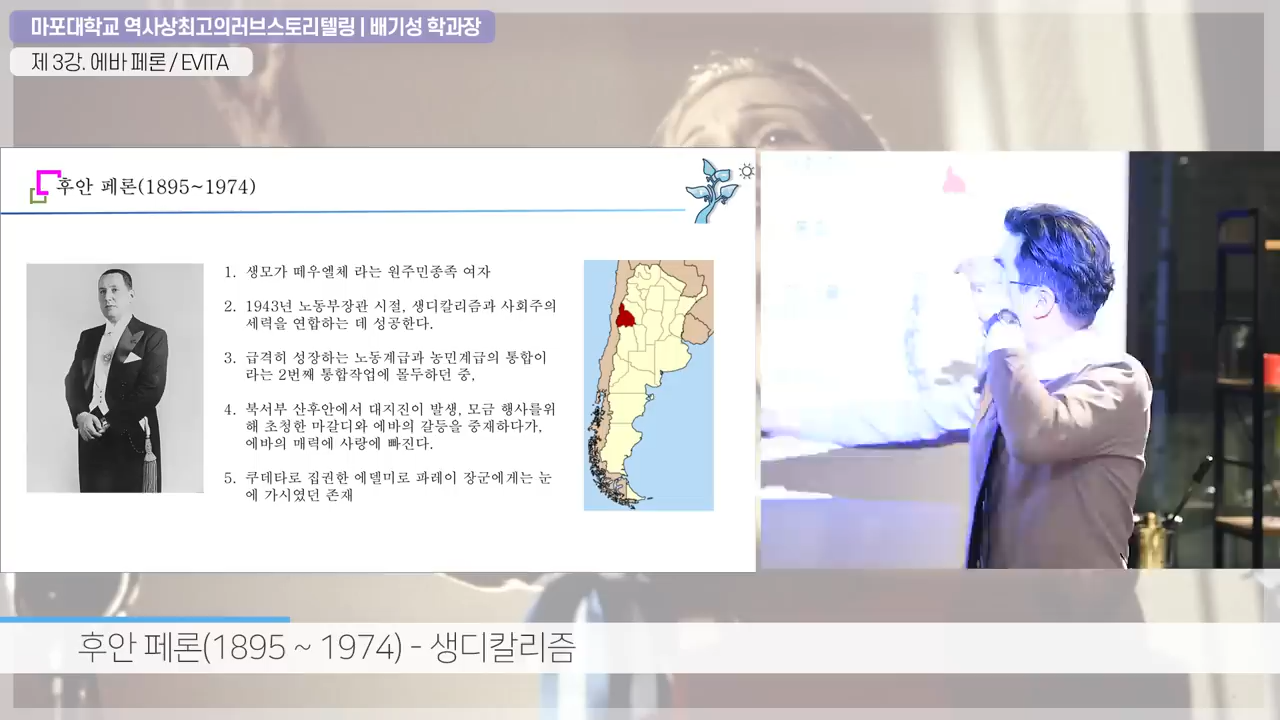 마포대학교 역사상최고의러브스토리텔링 | 배기성 학과장
제 3강. 에바 페론 / EVITA
후안 페론(1895~1974)
1. 생모가 떼우엘체 라는 원주민종족 여자
2. 1943년 노동부장관 시절, 생디칼리즘과 사회주의
세력을 연합하는 데 성공한다.
3. 급격히 성장하는 노동계급과 농민계급의 통합이
라는 2번째 통합작업에 몰두하던 중,
4. 북서부 산후안에서 대지진이 발생, 모금 행사를위
해 초청한 마갈디와 에바의 갈등을 중재하다가,
에바의 매력에 사랑에 빠진다.
5. 쿠데타로 집권한 에델미로 파레이 장군에게는 눈
에 가시였던 존재
후안 페론(1895 ~ 1974) - 생디칼리즘